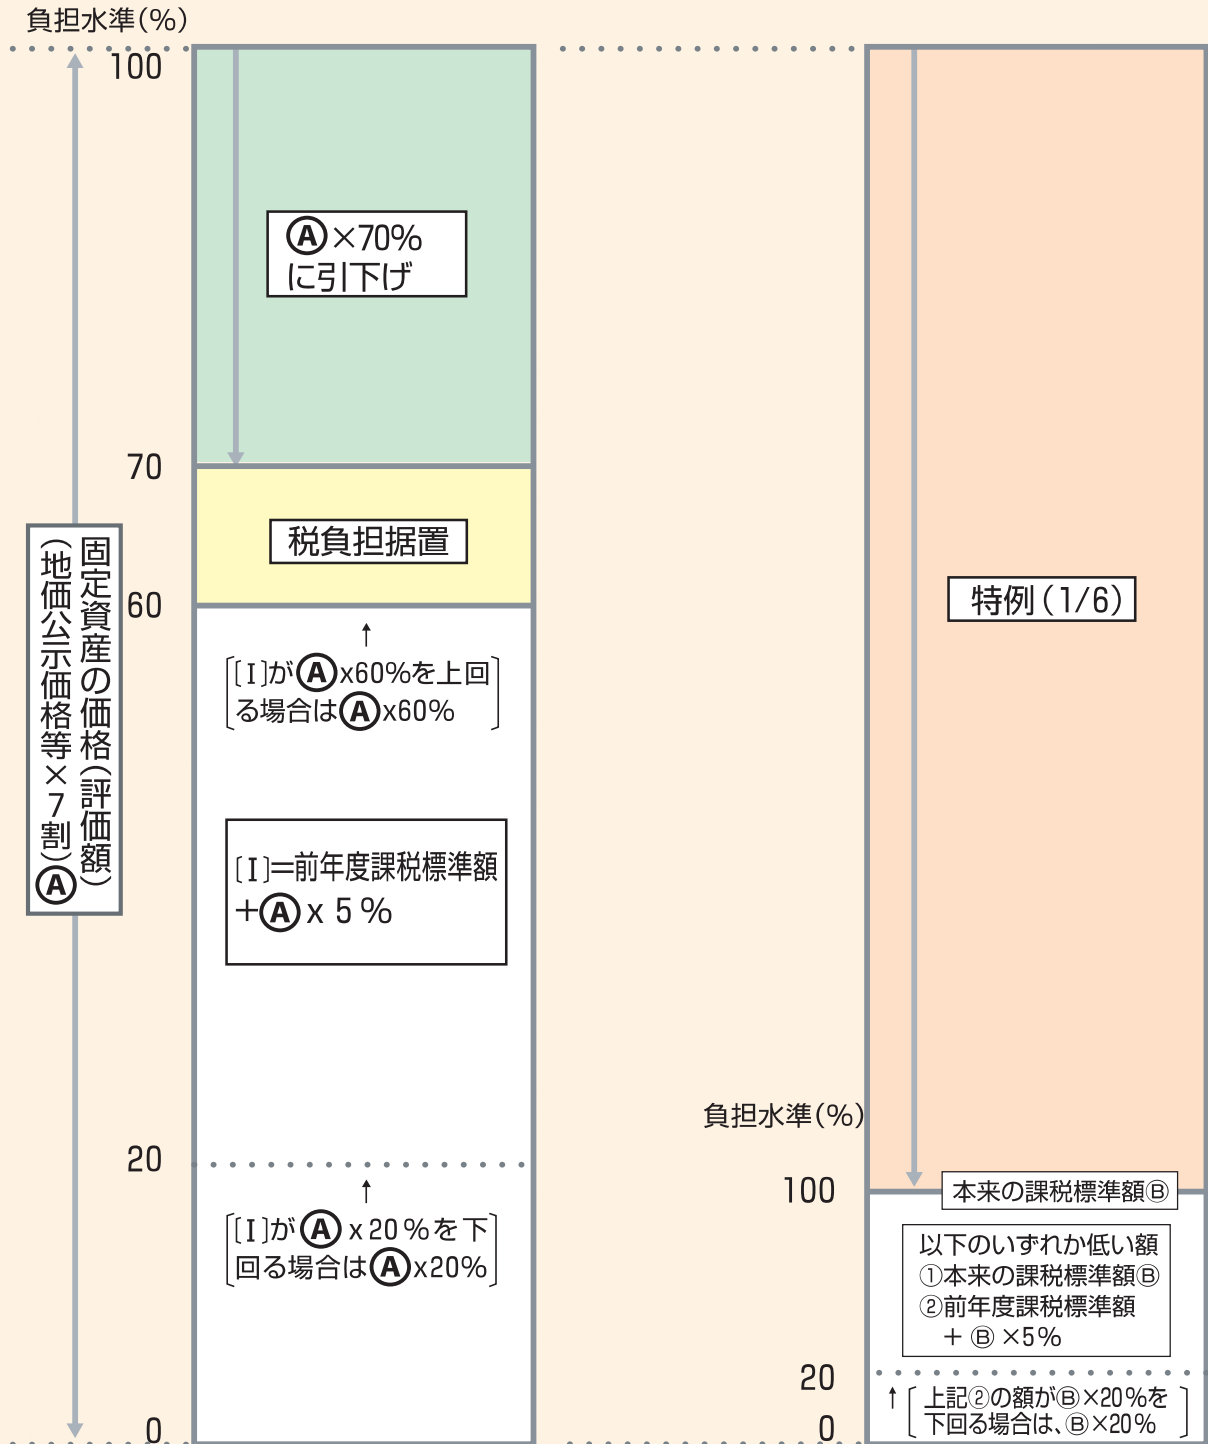 負担水準(%)
100
Ⓐ×70%
に引下げ
70
税負担据置
60
固定資産の価格(評価額)
(地価公示価格等×7割)Ⓐ
[[Ⅰ]がⒶx60%を上回
る場合はⒶx60%]
[Ⅰ]=前年度課税標準額
+Ⓐx 5%
20
[[Ⅰ]がⒶx20%を下
回る場合はⒶx20%]
0
特例(1/6)
負担水準(%)
100
本来の課税標準額Ⓑ
以下のいずれか低い額
①本来の課税標準額Ⓑ
②前年度課税標準額
+Ⓑ×5%
20
↑[上記②の額がⒷ×20%を
下回る場合は、Ⓑ×20%]
0